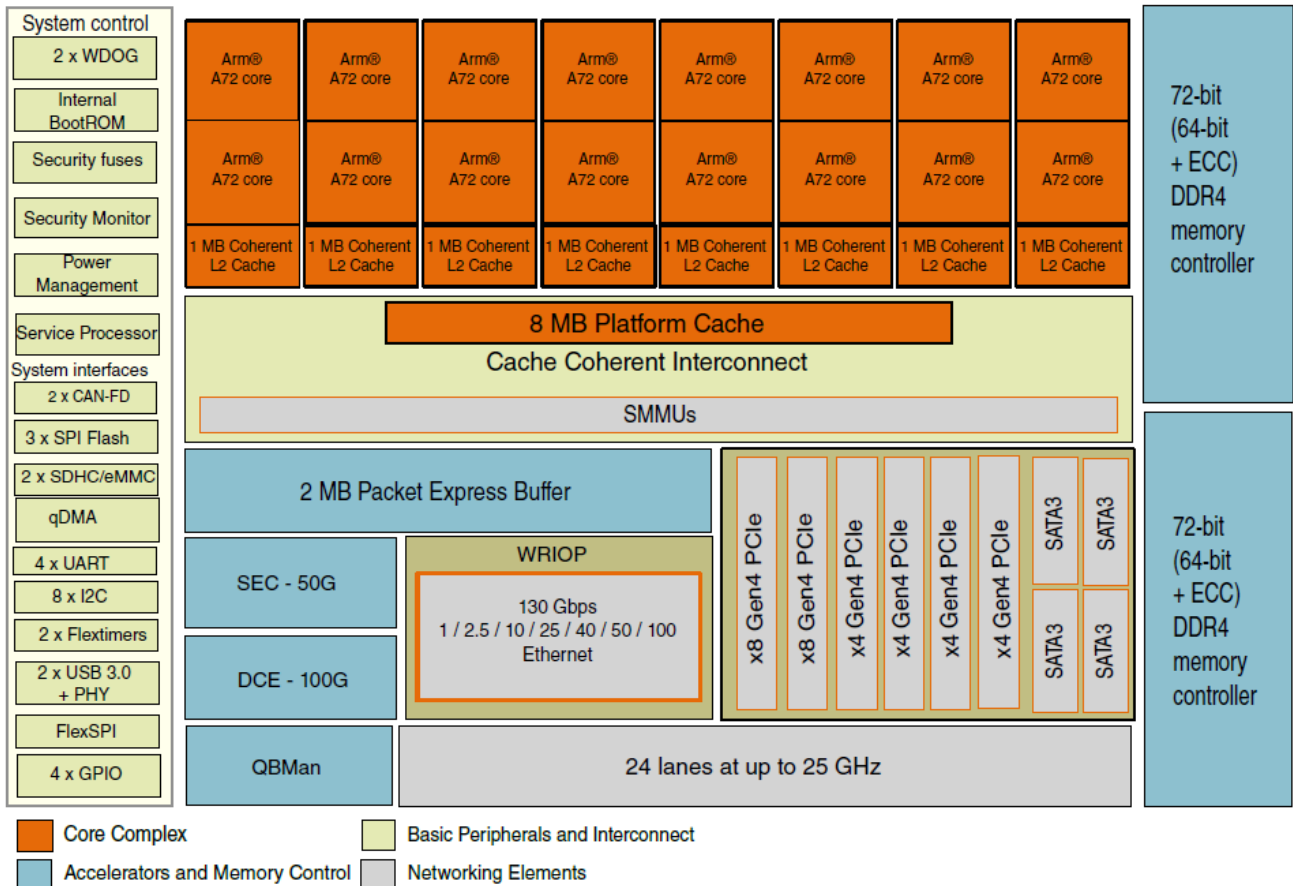 System control
2 x WDOG
Internal
BootROM
Security fuses
Security Monitor
Power
Management
Service Processor
System interfaces
2 x CAN-FD
3 x SPI Flash
2 x SDHC/eMMC
qDMA
4 x UART
8 x I2C
2 x Flextimers
2 x USB 3.0
+ PHY
FlexSPI
4 x GPIO
Arm® Arm® Arm® Arm® Arm® Arm® Arm® Arm®
A72 core A72 core A72 core A72 core A72 core A72 core A72 core A72 core
Arm® Arm® Arm® Arm® Arm® Arm® Arm® Arm®
A72 core A72 core A72 core A72 core A72 core A72 core A72 core A72 core
1 MB Coherent 1 MB Coherent 1 MB Coherent 1 MB Coherent 1 MB Coherent 1 MB Coherent 1 MB Coherent 1 MB Coherent
L2 Cache L2 Cache L2 Cache L2 Cache L2 Cache L2 Cache L2 Cache L2 Cache
8 MB Platform Cache
Cache Coherent Interconnect
SMMUs
2 MB Packet Express Buffer
SEC - 50G
DCE - 100G
QBMan
WRIOP
130 Gbps
1 / 2.5 / 10 / 25 / 40 / 50 / 100
Ethernet
x8 Gen4 PCIe
x8 Gen4 PCIe
x4 Gen4 PCIe
x4 Gen4 PCIe
x4 Gen4 PCIe
x4 Gen4 PCIe
SATA3
SATA3
SATA3
SATA3
24 lanes at up to 25 GHz
72-bit
(64-bit
+ ECC)
DDR4
memory
controller
72-bit
(64-bit
+ ECC)
DDR4
memory
controller
Core Complex
Basic Peripherals and Interconnect
Accelerators and Memory Control
Networking Elements